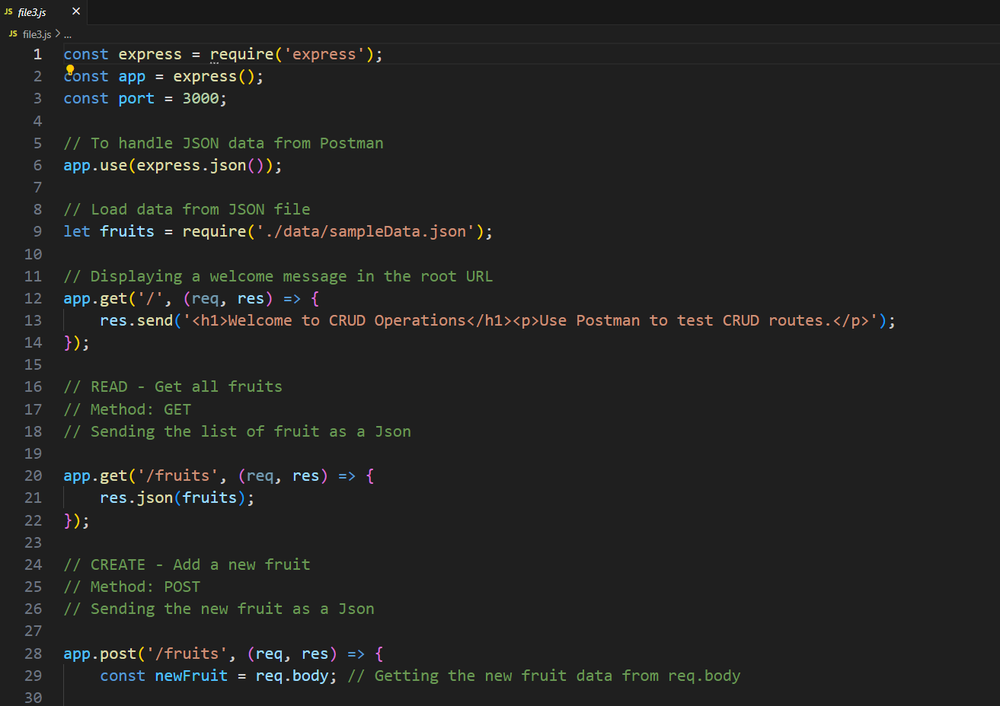 JS file3.js ×
JS file3.js > ...
1 const express = require('express');
2 const app = express();
3 const port = 3000;
4
5 // To handle JSON data from Postman
6 app.use(express.json());
7
8 // Load data from JSON file
9 let fruits = require('./data/sampleData.json');
10
11 // Displaying a welcome message in the root URL
12 app.get('/', (req, res) => {
13     res.send('<h1>Welcome to CRUD Operations</h1><p>Use Postman to test CRUD routes.</p>');
14 });
15
16 // READ - Get all fruits
17 // Method: GET
18 // Sending the list of fruit as a Json
19
20 app.get('/fruits', (req, res) => {
21     res.json(fruits);
22 });
23
24 // CREATE - Add a new fruit
25 // Method: POST
26 // Sending the new fruit as a Json
27
28 app.post('/fruits', (req, res) => {
29     const newFruit = req.body; // Getting the new fruit data from req.body
30